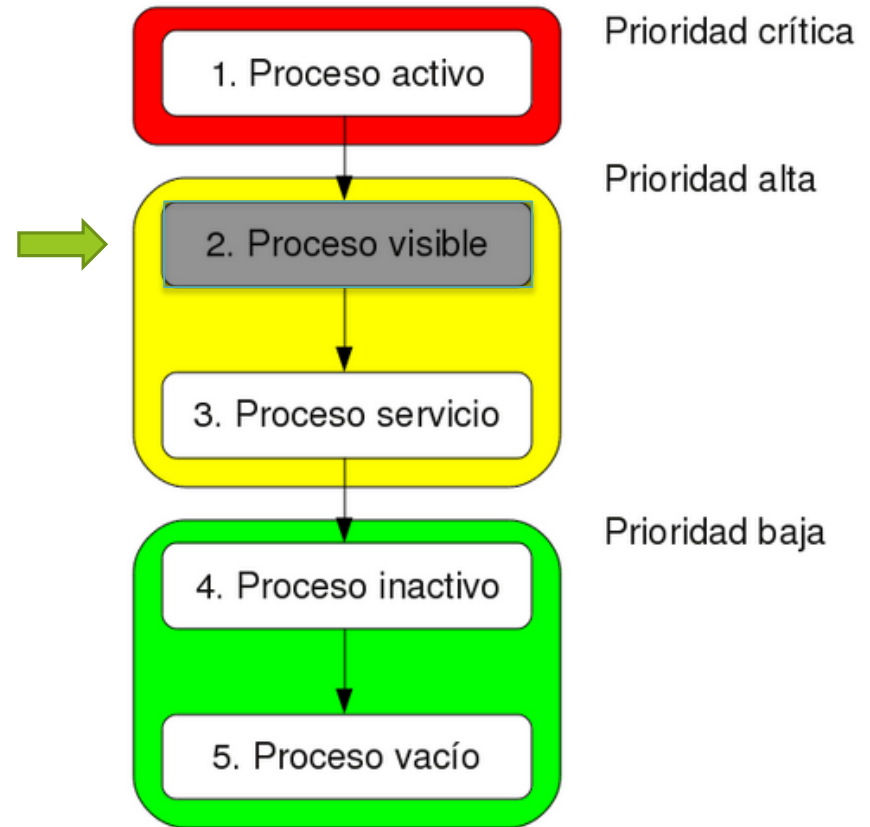 Prioridad crítica
1. Proceso activo
Prioridad alta
2. Proceso visible
3. Proceso servicio
Prioridad baja
4. Proceso inactivo
5. Proceso vacío